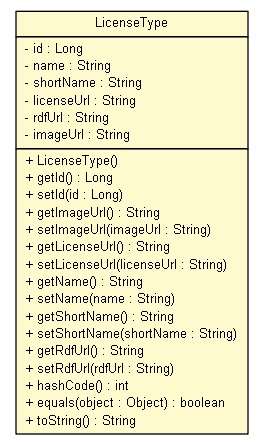 LicenseType
- id : Long
- name : String
- shortName : String
- licenseUrl : String
- rdfUrl : String
- imageUrl : String
+ LicenseType()
+ getId() : Long
+ setId(id : Long)
+ getImageUrl() : String
+ setImageUrl(imageUrl : String)
+ getLicenseUrl() : String
+ setLicenseUrl(licenseUrl : String)
+ getName() : String
+ setName(name : String)
+ getShortName() : String
+ setShortName(shortName : String)
+ getRdfUrl() : String
+ setRdfUrl(rdfUrl : String)
+ hashCode() : int
+ equals(object : Object) : boolean
+ toString() : String